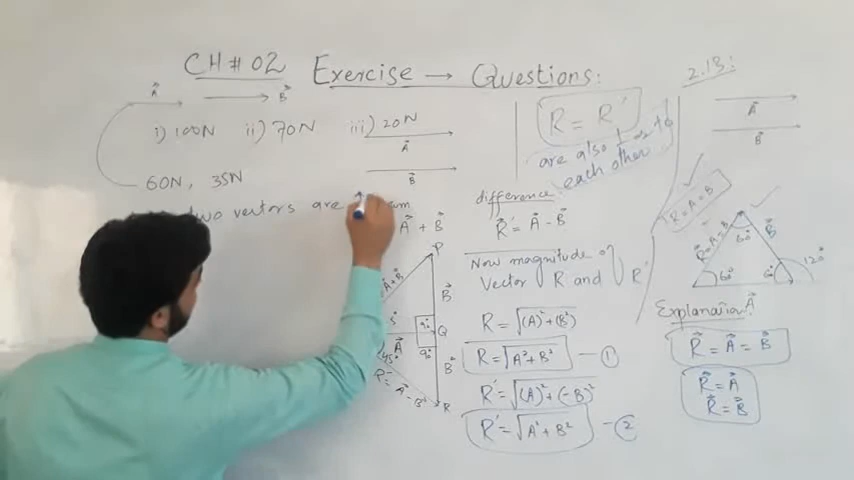 CH # 02 Exercise → Questions:
A⃗ B⃗
i) 100N ii) 70N iii) 20N
60N, 35N
A⃗
B⃗
two vectors are
A⃗ + B⃗
P
A⃗+B⃗
B⃗
Q
A⃗
90°
90°
45°
B⃗
R⃗' = A⃗ - B⃗
R
R = R'
are also ⊥ to
each other
difference
R⃗' = A⃗ - B⃗
Now magnitude of
Vector R and R'
R = √(A)²+(B)²
R = √A²+B² — ①
R' = √(A)²+(-B)²
R' = √A²+B² — ②
2.13:
A⃗
B⃗
R = A = B
R=A=B
60°
B⃗
60°
60°
120°
A⃗
Explanation
R⃗ = A⃗ = B⃗
R⃗ = A⃗
R⃗ = B⃗